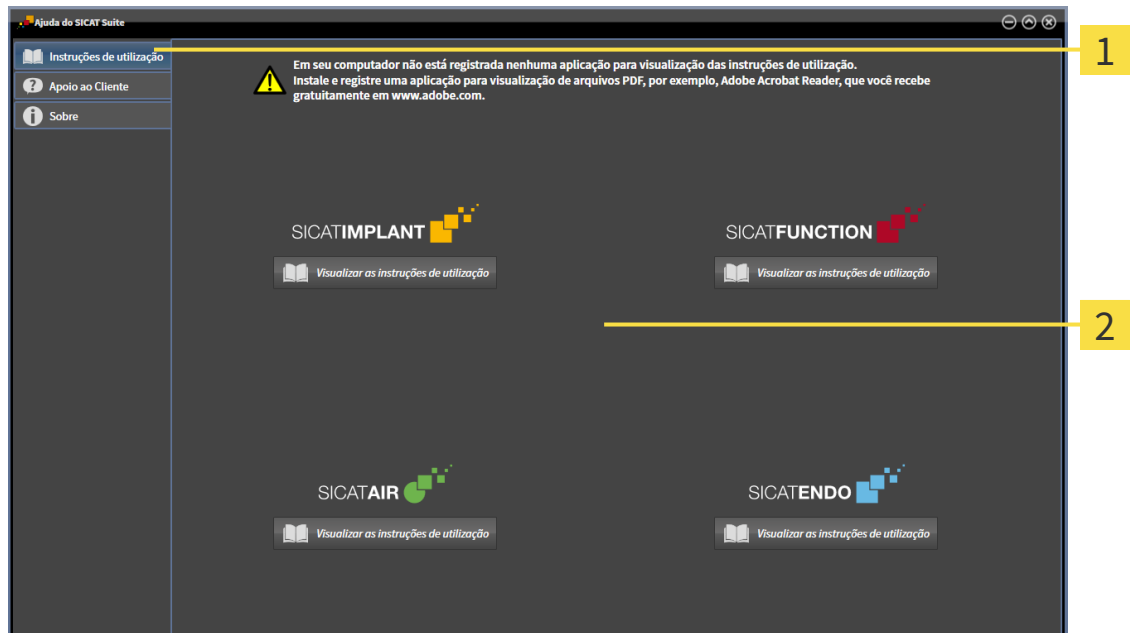 Ajuda do SICAT Suite
Instruções de utilização
1
Apoio ao Cliente
Sobre
Em seu computador não está registrada nenhuma aplicação para visualização das instruções de utilização.
Instale e registre uma aplicação para visualização de arquivos PDF, por exemplo, Adobe Acrobat Reader, que você recebe
gratuitamente em www.adobe.com.
SICATIMPLANT
SICATFUNCTION
Visualizar as instruções de utilização
Visualizar as instruções de utilização
2
SICATAIR
SICATENDO
Visualizar as instruções de utilização
Visualizar as instruções de utilização